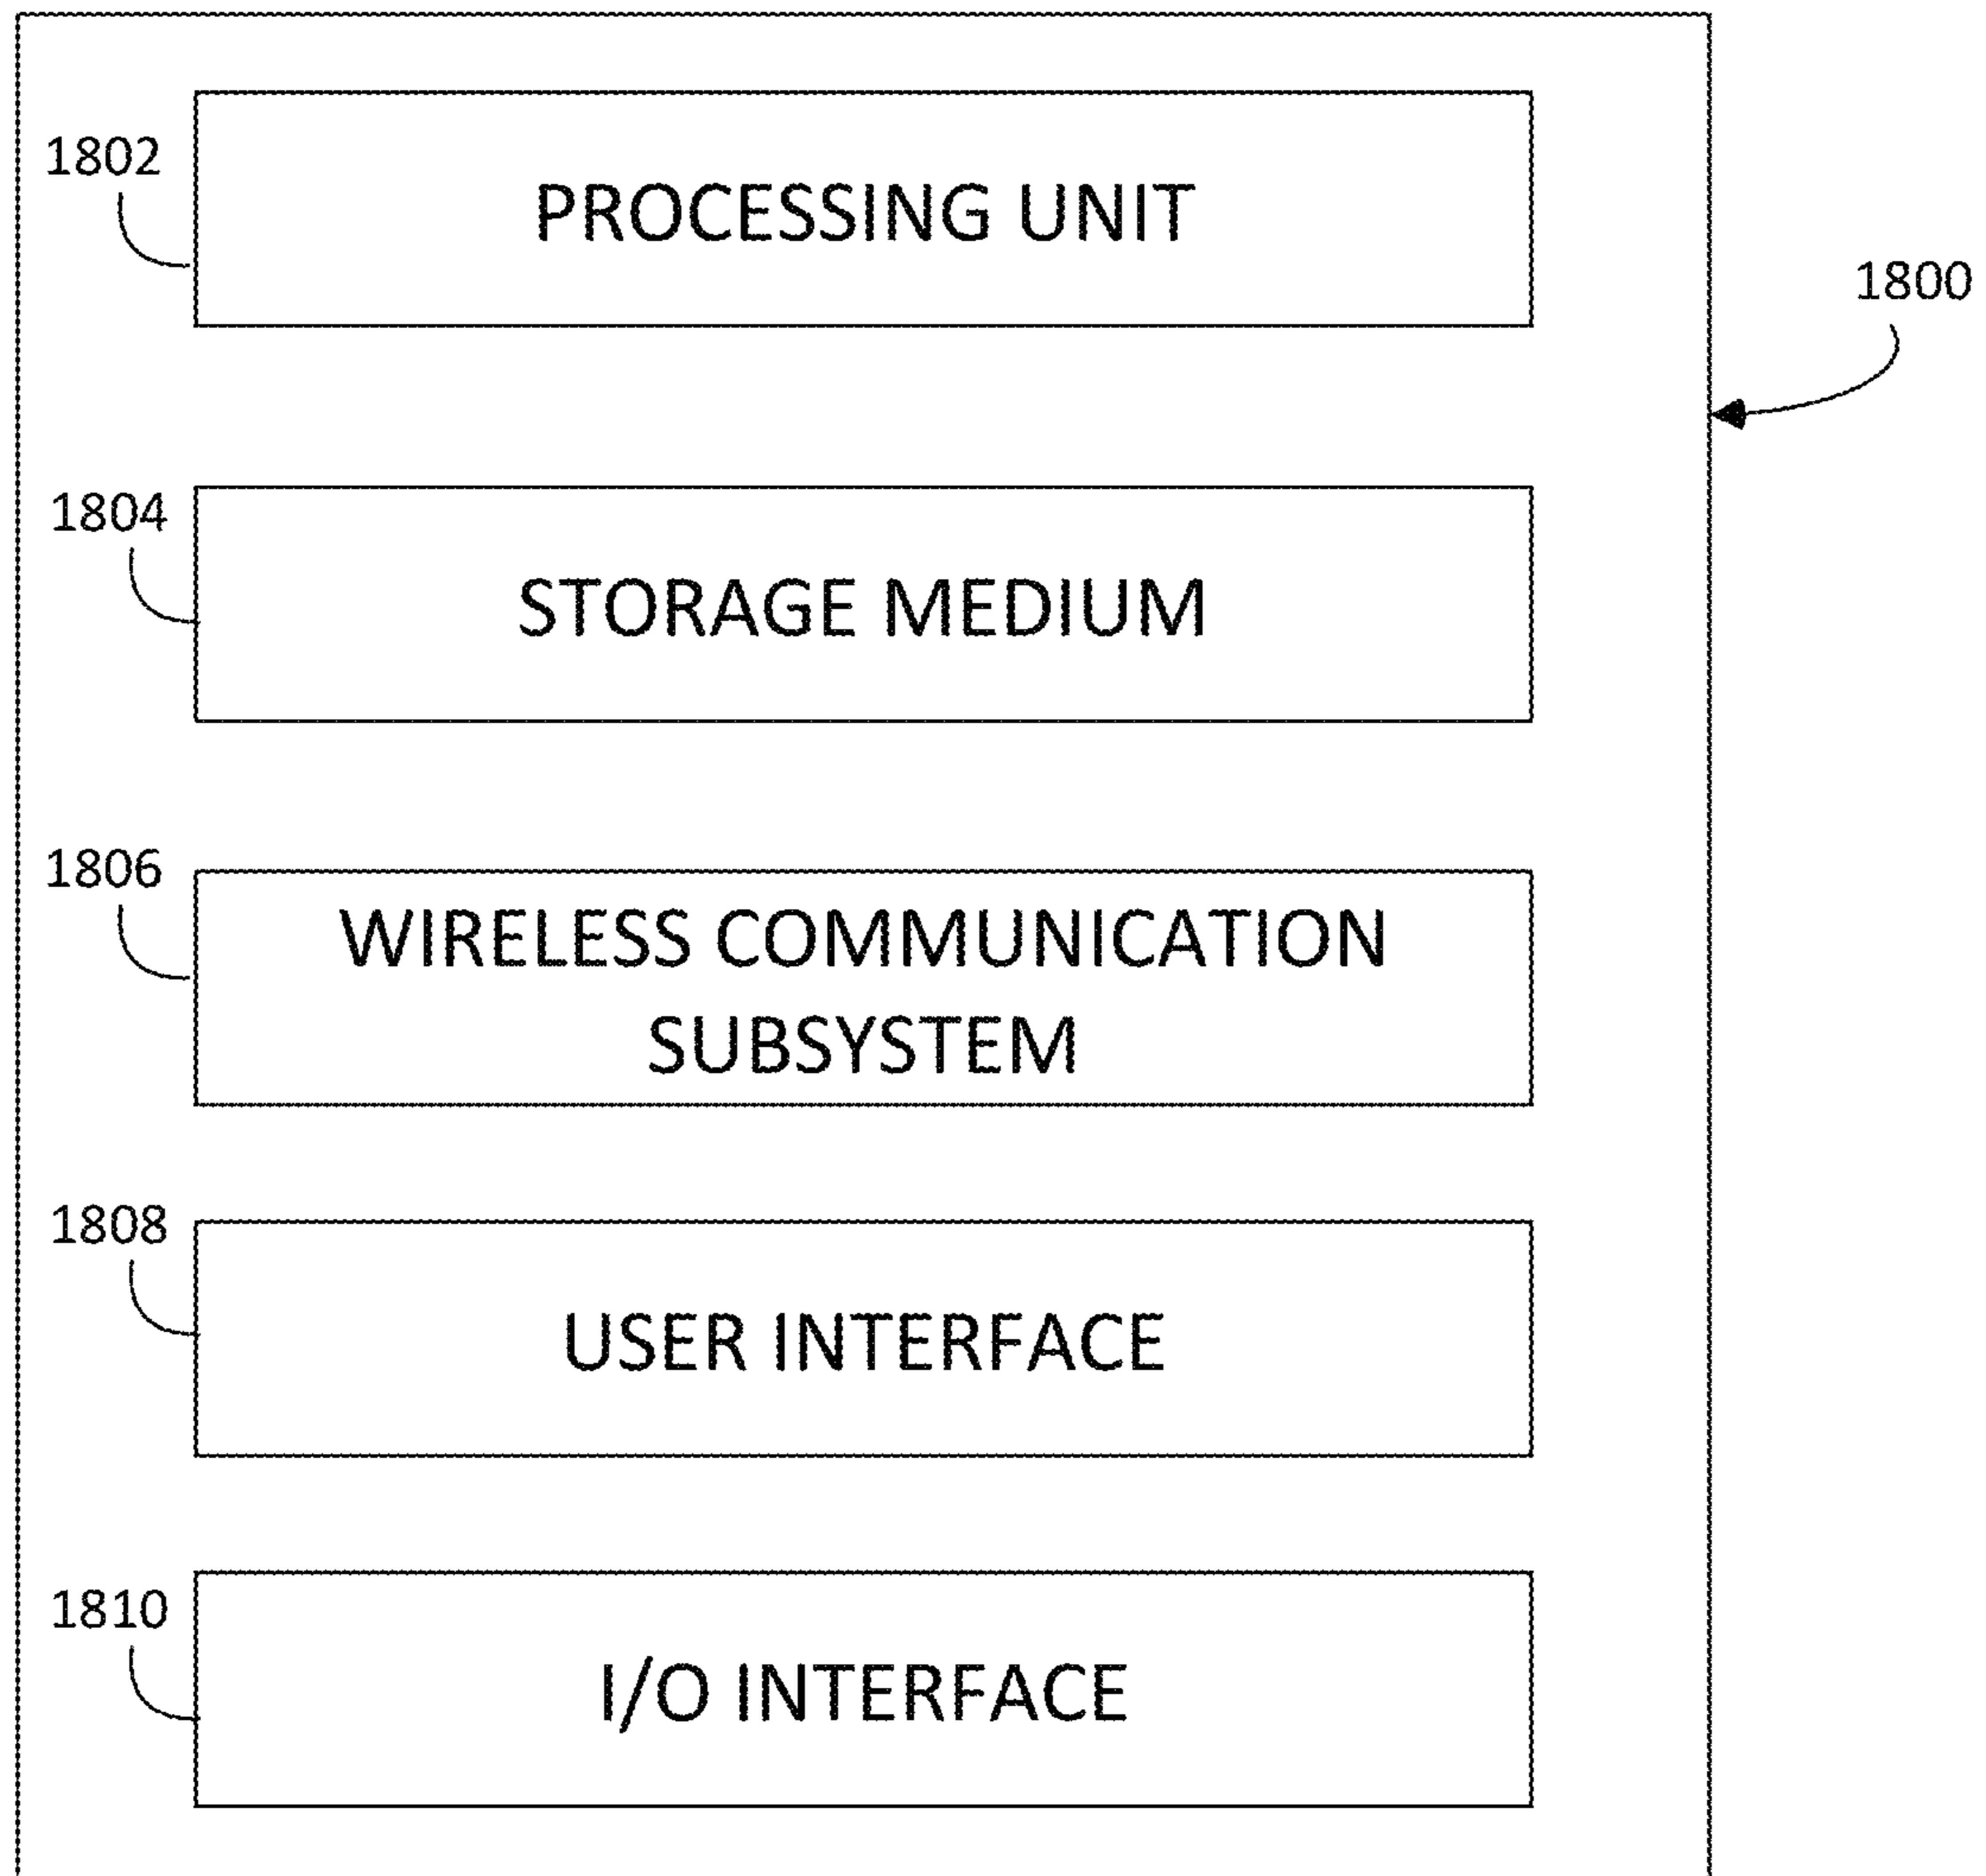 1802
PROCESSING UNIT
1800
1804
STORAGE MEDIUM
1806
WIRELESS COMMUNICATION
SUBSYSTEM
1808
USER INTERFACE
1810
I/O INTERFACE